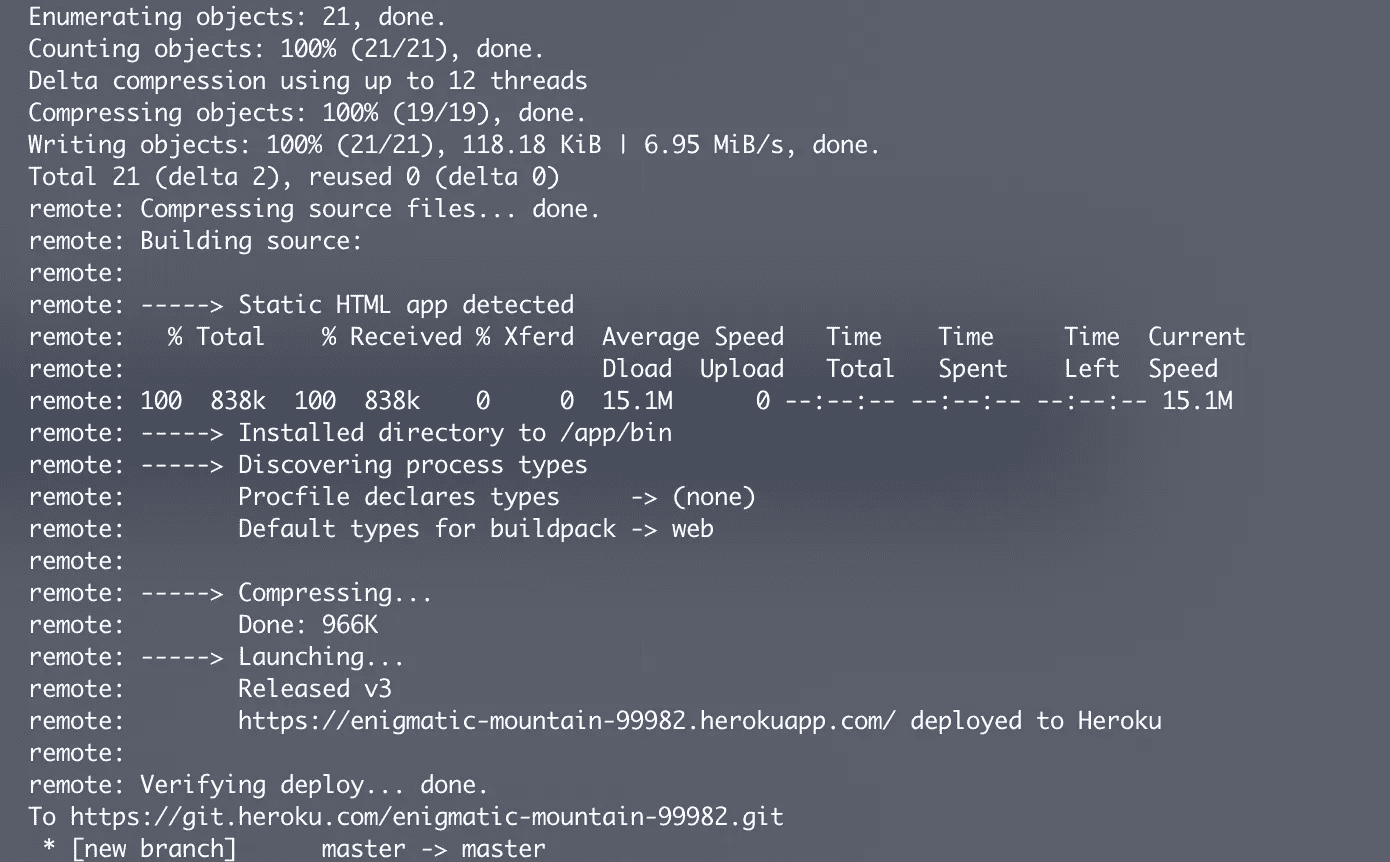 Enumerating objects: 21, done.
Counting objects: 100% (21/21), done.
Delta compression using up to 12 threads
Compressing objects: 100% (19/19), done.
Writing objects: 100% (21/21), 118.18 KiB | 6.95 MiB/s, done.
Total 21 (delta 2), reused 0 (delta 0)
remote: Compressing source files... done.
remote: Building source:
remote:
remote: -----> Static HTML app detected
remote:   % Total    % Received % Xferd  Average Speed   Time    Time     Time  Current
remote:                                  Dload  Upload   Total   Spent    Left  Speed
remote: 100  838k  100  838k    0     0  15.1M      0 --:--:-- --:--:-- --:--:-- 15.1M
remote: -----> Installed directory to /app/bin
remote: -----> Discovering process types
remote:        Procfile declares types     -> (none)
remote:        Default types for buildpack -> web
remote:
remote: -----> Compressing...
remote:        Done: 966K
remote: -----> Launching...
remote:        Released v3
remote:        https://enigmatic-mountain-99982.herokuapp.com/ deployed to Heroku
remote:
remote: Verifying deploy... done.
To https://git.heroku.com/enigmatic-mountain-99982.git
 * [new branch]      master -> master